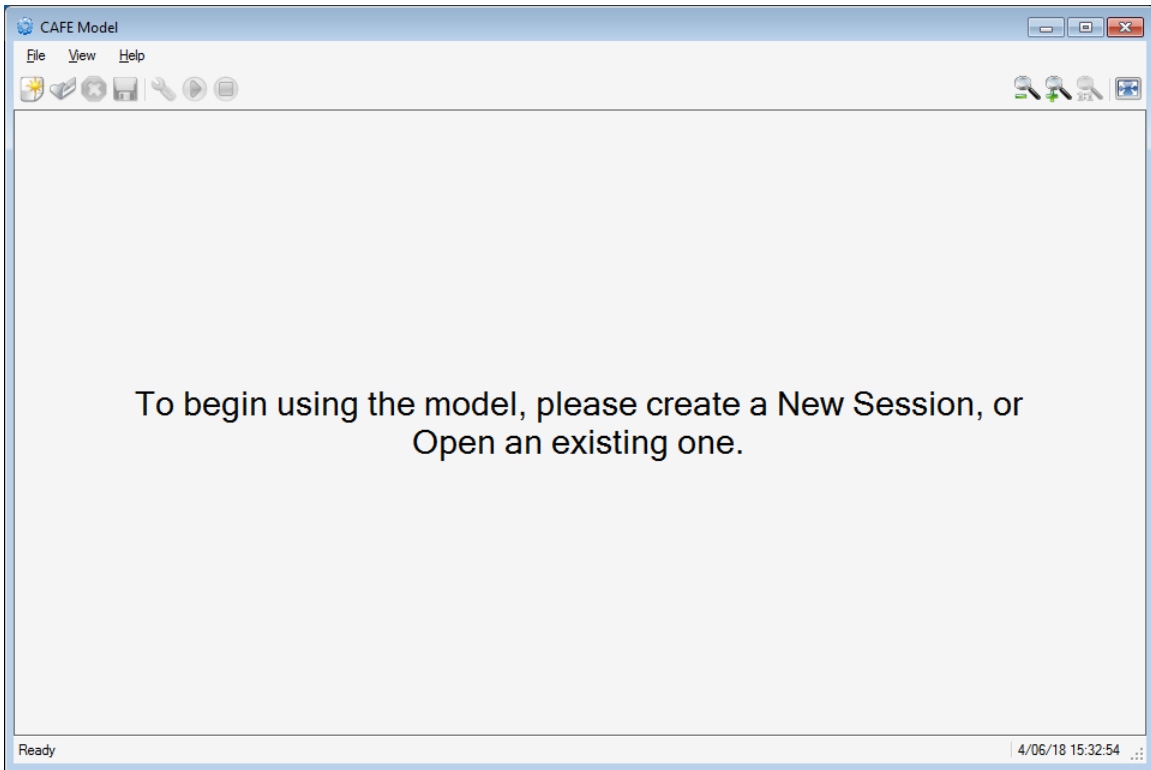 CAFE Model
File View Help
To begin using the model, please create a New Session, or
Open an existing one.
Ready 4/06/18 15:32:54